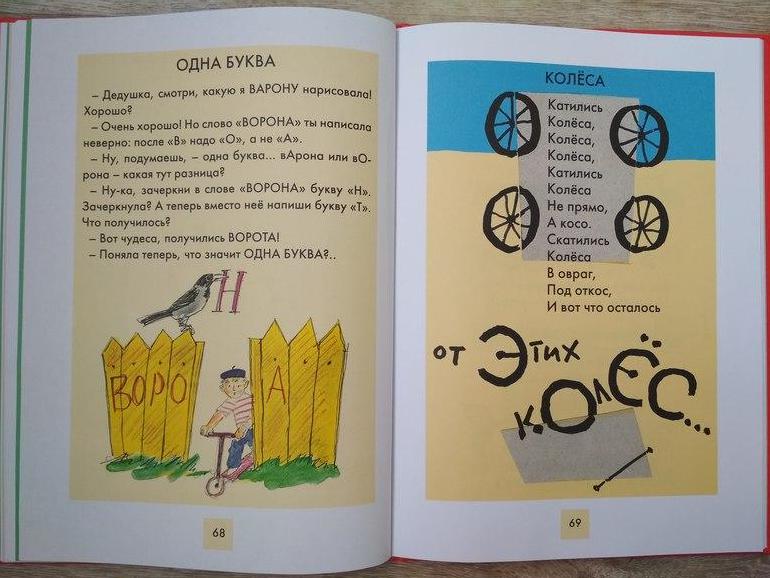 ОДНА БУКВА
– Дедушка, смотри, какую я ВАРОНУ нарисовала!
Хорошо?
– Очень хорошо! Но слово «ВОРОНА» ты написала
неверно: после «В» надо «О», а не «А».
– Ну, подумаешь, – одна буква... вАрона или вО-
рона – какая тут разница?
– Ну-ка, зачеркни в слове «ВОРОНА» букву «Н».
Зачеркнула? А теперь вместо неё напиши букву «Т».
Что получилось?
– Вот чудеса, получились ВОРОТА!
– Поняла теперь, что значит ОДНА БУКВА?..
Н
ВОРО А
68
КОЛЁСА
Катились
Колёса,
Колёса,
Колёса,
Катились
Колёса
Не прямо,
А косо.
Скатились
Колёса
В овраг,
Под откос,
И вот что осталось
от Этих
кОлЁС...
69